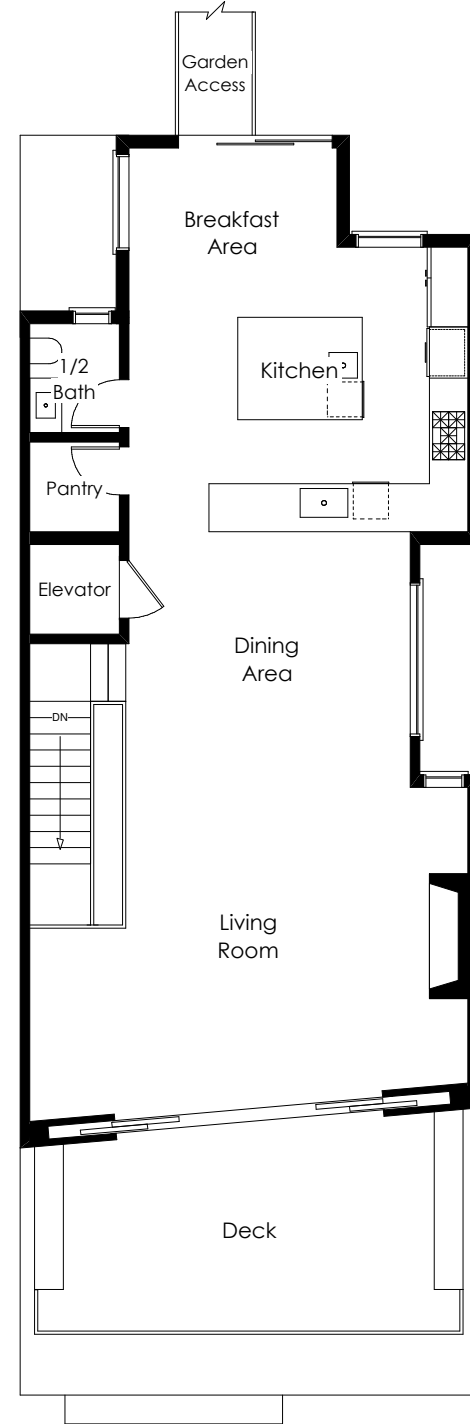 Garden
Access
Breakfast
Area
Kitchen
1/2
Bath
Pantry
Elevator
Dining
Area
DN
Living
Room
Deck